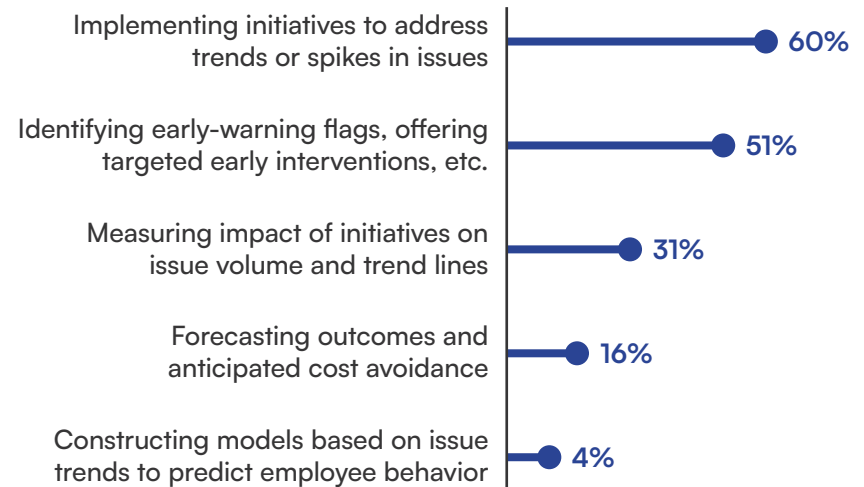 Implementing initiatives to address
trends or spikes in issues
60%
Identifying early-warning flags, offering
targeted early interventions, etc.
51%
Measuring impact of initiatives on
issue volume and trend lines
31%
Forecasting outcomes and
anticipated cost avoidance
16%
Constructing models based on issue
trends to predict employee behavior
4%